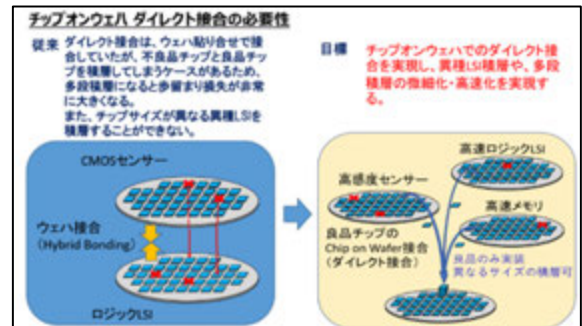 チップオンウェハ ダイレクト接合の必要性
従来 ダイレクト接合は、ウェハ貼り合せで接
合していたが、不良品チップと良品チッ
プを積層してしまうケースがあるため、
多段積層になると歩留まり損失が非常
に大きくなる。
また、チップサイズが異なる異種LSIを
積層することができない。
目標 チップオンウェハでのダイレクト接
合を実現し、異種LSI積層や、多段
積層の微細化・高速化を実現す
る。
CMOSセンサー
ウェハ接合
(Hybrid Bonding)
ロジックLSI
高速ロジックLSI
高感度センサー
高速メモリ
良品チップの
Chip on Wafer接合
(ダイレクト接合)
良品のみ実装
異なるサイズの積層可